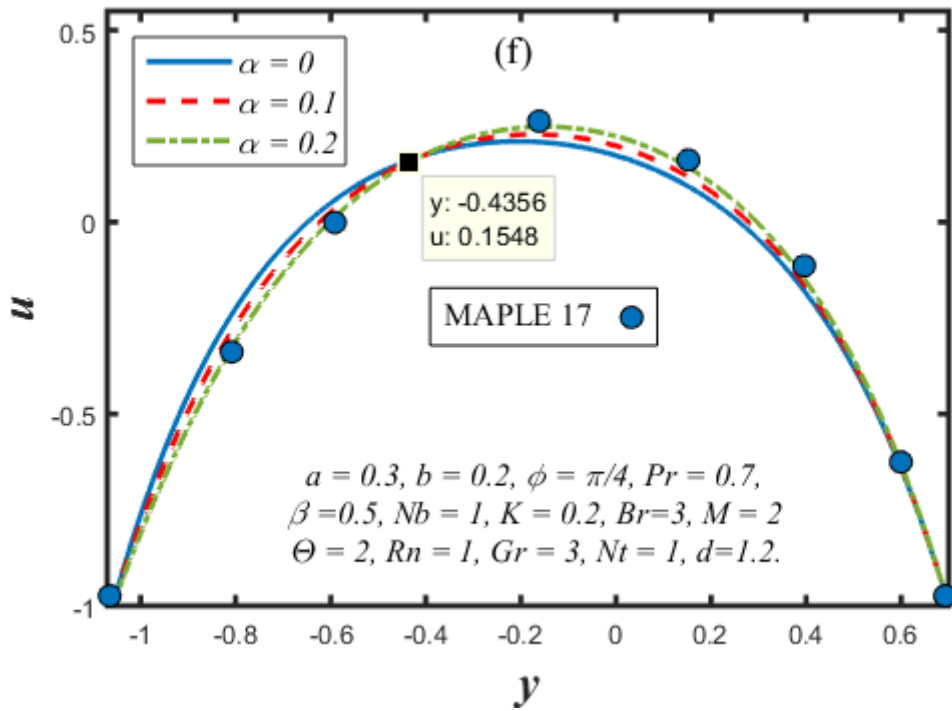 0.5
(f)
α = 0
α = 0.1
α = 0.2
0
y: -0.4356
u: 0.1548
MAPLE 17
u
-0.5
a = 0.3, b = 0.2, ϕ = π/4, Pr = 0.7,
β =0.5, Nb = 1, K = 0.2, Br=3, M = 2
Θ = 2, Rn = 1, Gr = 3, Nt = 1, d=1.2.
-1
-1 -0.8 -0.6 -0.4 -0.2 0 0.2 0.4 0.6
y